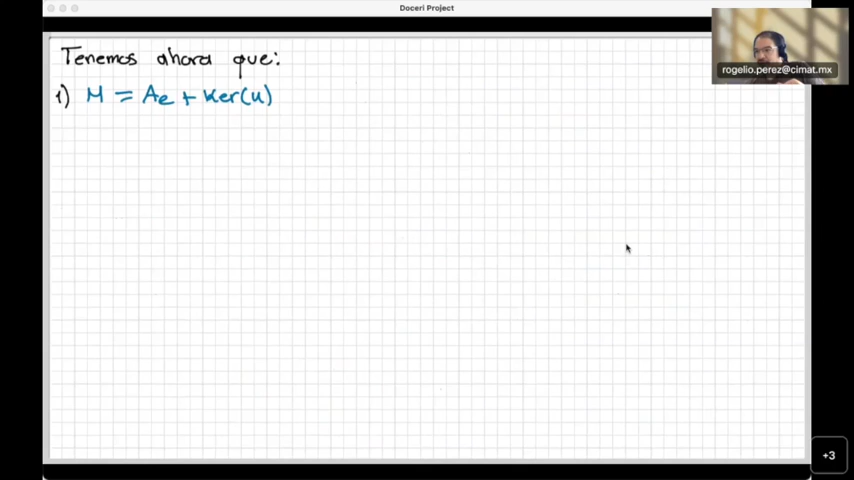 Doceri Project
rogelio.perez@cimat.mx
Tenemos ahora que:
1) M = Ae + Ker(u)
+3